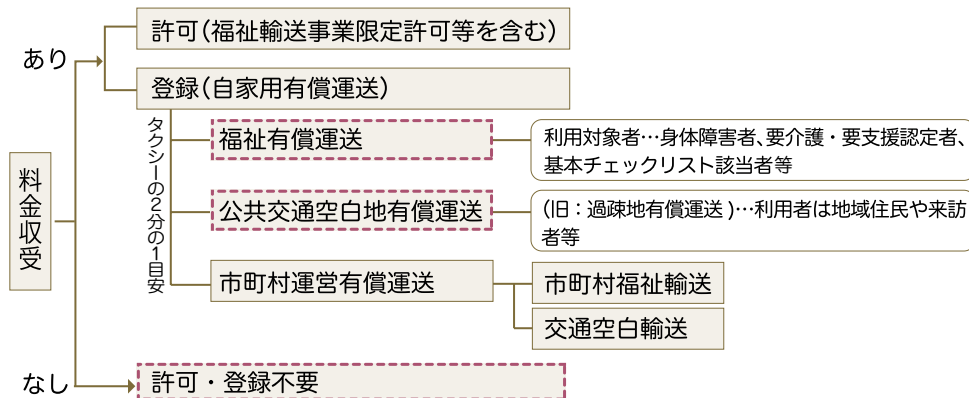 料金収受
あり
許可(福祉輸送事業限定許可等を含む)
登録(自家用有償運送)
タクシーの2分の1目安
福祉有償運送
利用対象者…身体障害者、要介護・要支援認定者、
基本チェックリスト該当者等
公共交通空白地有償運送
(旧:過疎地有償運送)…利用者は地域住民や来訪
者等
市町村運営有償運送
市町村福祉輸送
交通空白輸送
なし
許可・登録不要